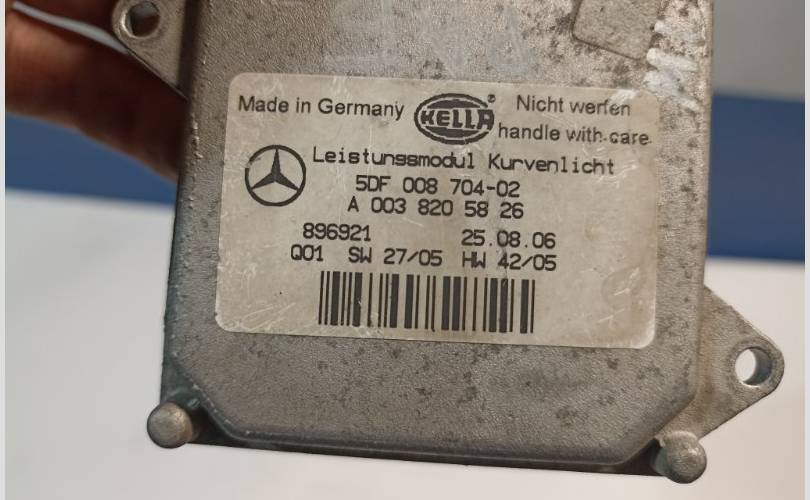 Made in Germany HELLA® Nicht werfen
handle with care
Leistungsmodul Kurvenlicht
5DF 008 704-02
A 003 820 58 26
896921 25.08.06
Q01 SW 27/05 HW 42/05